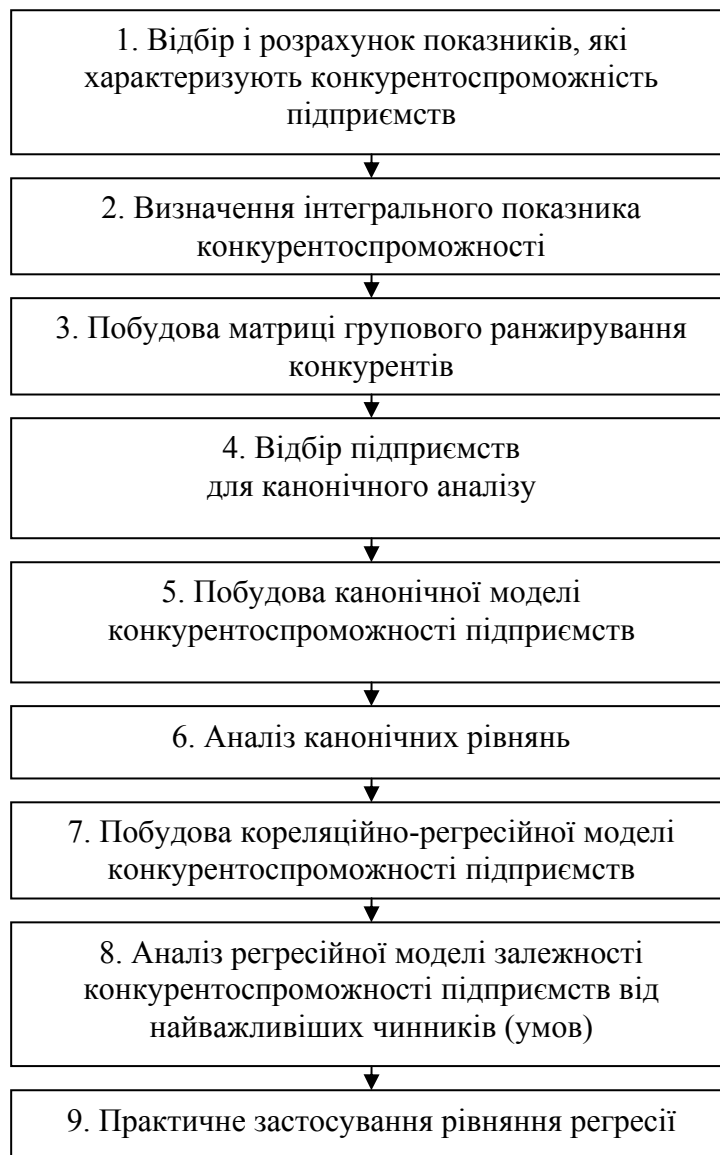 1. Відбір і розрахунок показників, які
характеризують конкурентоспроможність
підприємств
2. Визначення інтегрального показника
конкурентоспроможності
3. Побудова матриці групового ранжирування
конкурентів
4. Відбір підприємств
для канонічного аналізу
5. Побудова канонічної моделі
конкурентоспроможності підприємств
6. Аналіз канонічних рівнянь
7. Побудова кореляційно-регресійної моделі
конкурентоспроможності підприємств
8. Аналіз регресійної моделі залежності
конкурентоспроможності підприємств від
найважливіших чинників (умов)
9. Практичне застосування рівняння регресії